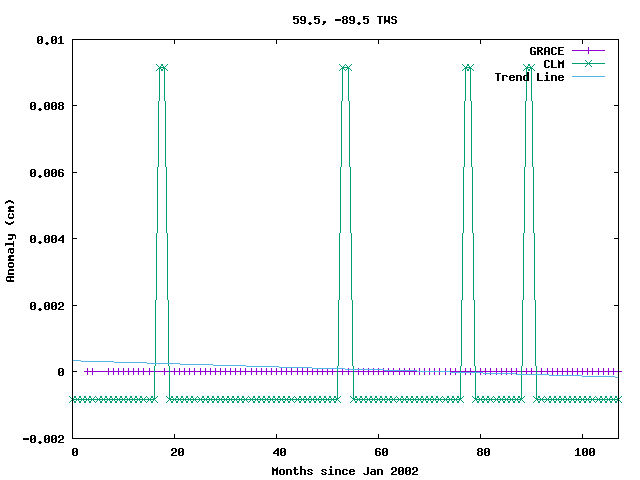 59.5, -89.5 TWS
0.01
GRACE
CLM
Trend Line
0.008
0.006
0.004
0.002
0
-0.002
Anomaly (cm)
0 20 40 60 80 100
Months since Jan 2002